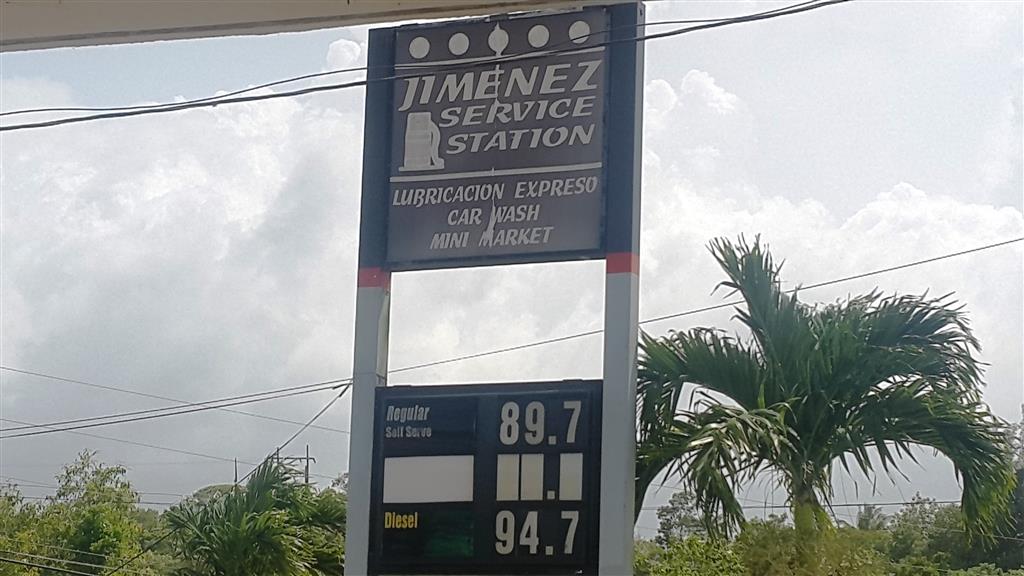 JIMENEZ
SERVICE
STATION
LUBRICACION EXPRESO
CAR WASH
MINI MARKET
Regular 89.7
Self Serve
Diesel 94.7